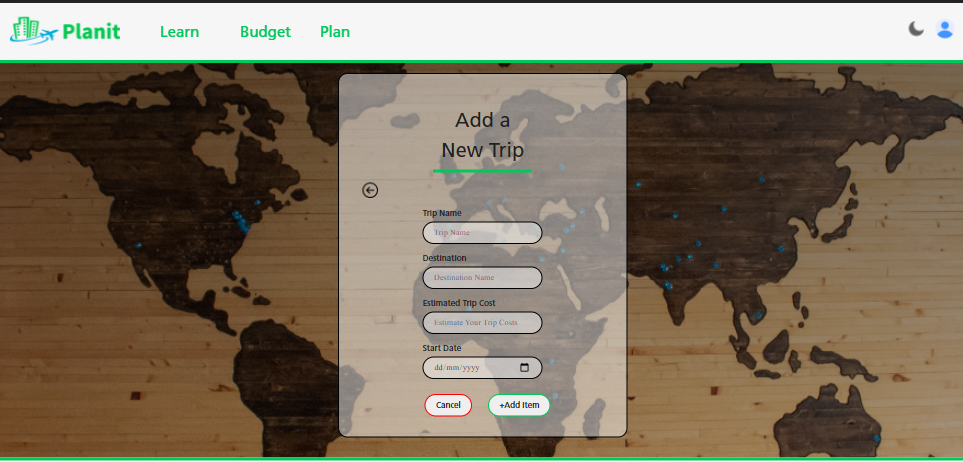 Planit
Learn
Budget
Plan
Add a
New Trip
Trip Name
Trip Name
Destination
Destination Name
Estimated Trip Cost
Estimate Your Trip Costs
Start Date
dd/mm/yyyy
Cancel
+Add Item